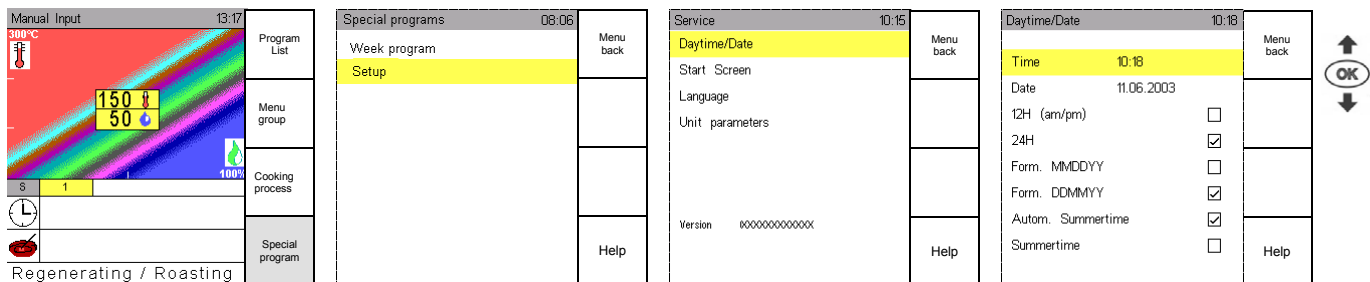 Manual Input 13:17
300°C
150
50
100%
S 1
Regenerating / Roasting
Program
List
Menu
group
Cooking
process
Special
program
Special programs 08:06
Week program
Setup
Menu
back
Help
Service 10:15
Daytime/Date
Start Screen
Language
Unit parameters
Version XXXXXXXXXXXX
Menu
back
Help
Daytime/Date 10:18
Time 10:18
Date 11.06.2003
12H (am/pm)
24H
Form. MMDDYY
Form. DDMMYY
Autom. Summertime
Summertime
Menu
back
Help
OK